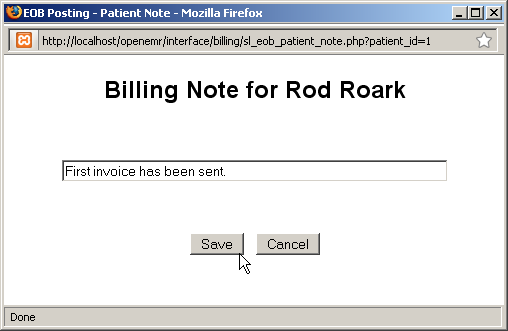 EOB Posting - Patient Note - Mozilla Firefox
http://localhost/openemr/interface/billing/sl_eob_patient_note.php?patient_id=1
Billing Note for Rod Roark
First invoice has been sent.
Save Cancel
Done